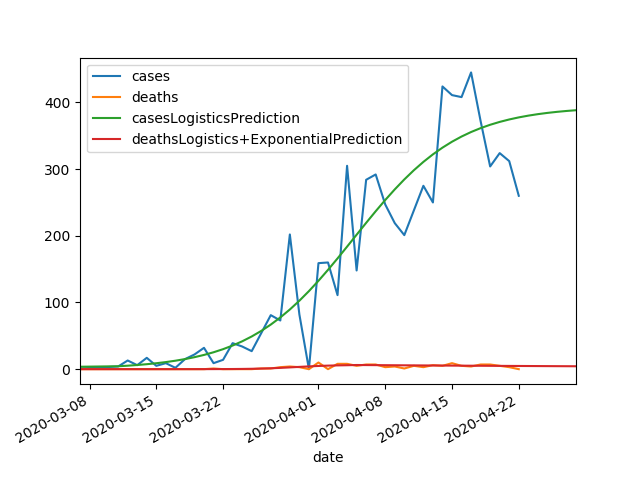 cases
deaths
casesLogisticsPrediction
deathsLogistics+ExponentialPrediction
400
300
200
100
0
2020-03-08
2020-03-15
2020-03-22
2020-04-01
2020-04-08
2020-04-15
2020-04-22
date